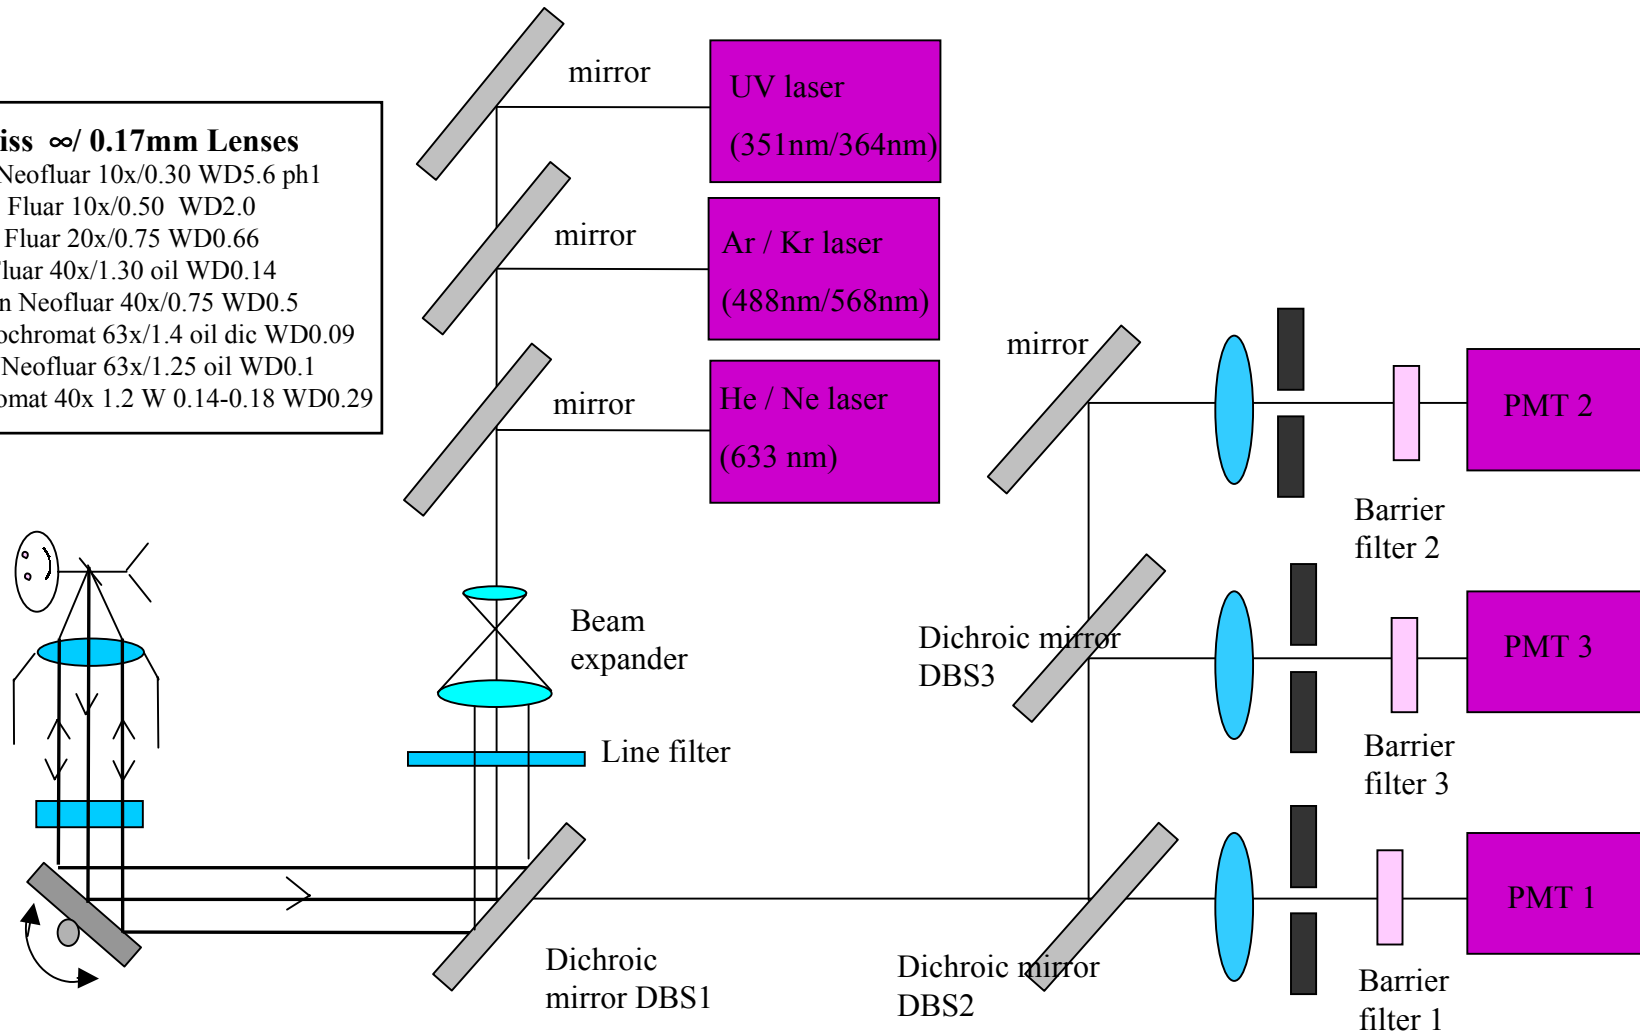 iss ∞/ 0.17mm Lenses
Neofluar 10x/0.30 WD5.6 ph1
Fluar 10x/0.50 WD2.0
Fluar 20x/0.75 WD0.66
luar 40x/1.30 oil WD0.14
n Neofluar 40x/0.75 WD0.5
ochromat 63x/1.4 oil dic WD0.09
Neofluar 63x/1.25 oil WD0.1
omat 40x 1.2 W 0.14-0.18 WD0.29
mirror
UV laser
(351nm/364nm)
mirror
Ar / Kr laser
(488nm/568nm)
mirror
He / Ne laser
(633 nm)
Beam
expander
Line filter
Dichroic
mirror DBS1
mirror
PMT 2
Barrier
filter 2
Dichroic mirror
DBS3
PMT 3
Barrier
filter 3
Dichroic mirror
DBS2
PMT 1
Barrier
filter 1